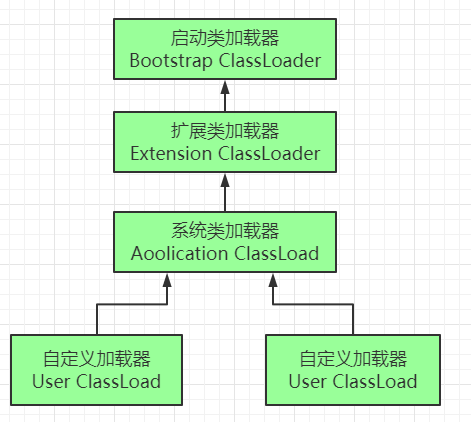 启动类加载器
Bootstrap ClassLoader
扩展类加载器
Extension ClassLoader
系统类加载器
Aoolication ClassLoad
自定义加载器
User ClassLoad
自定义加载器
User ClassLoad